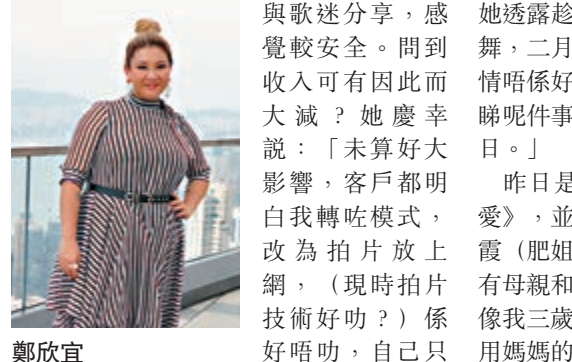 與歌迷分享，感
覺較安全。問到
收入可有因此而
大減？她慶幸
說：「未算好大
影響，客戶都明
白我轉咗模式，
改為拍片放上
網，（現時拍片
技術好叻？）係
好唔叻，自己只
她透露趁
舞，二月
情唔係好
睇呢件事
日。」
昨日是
愛》，並
霞（肥姐
有母親和
像我三歲
用媽媽的
鄭欣宜